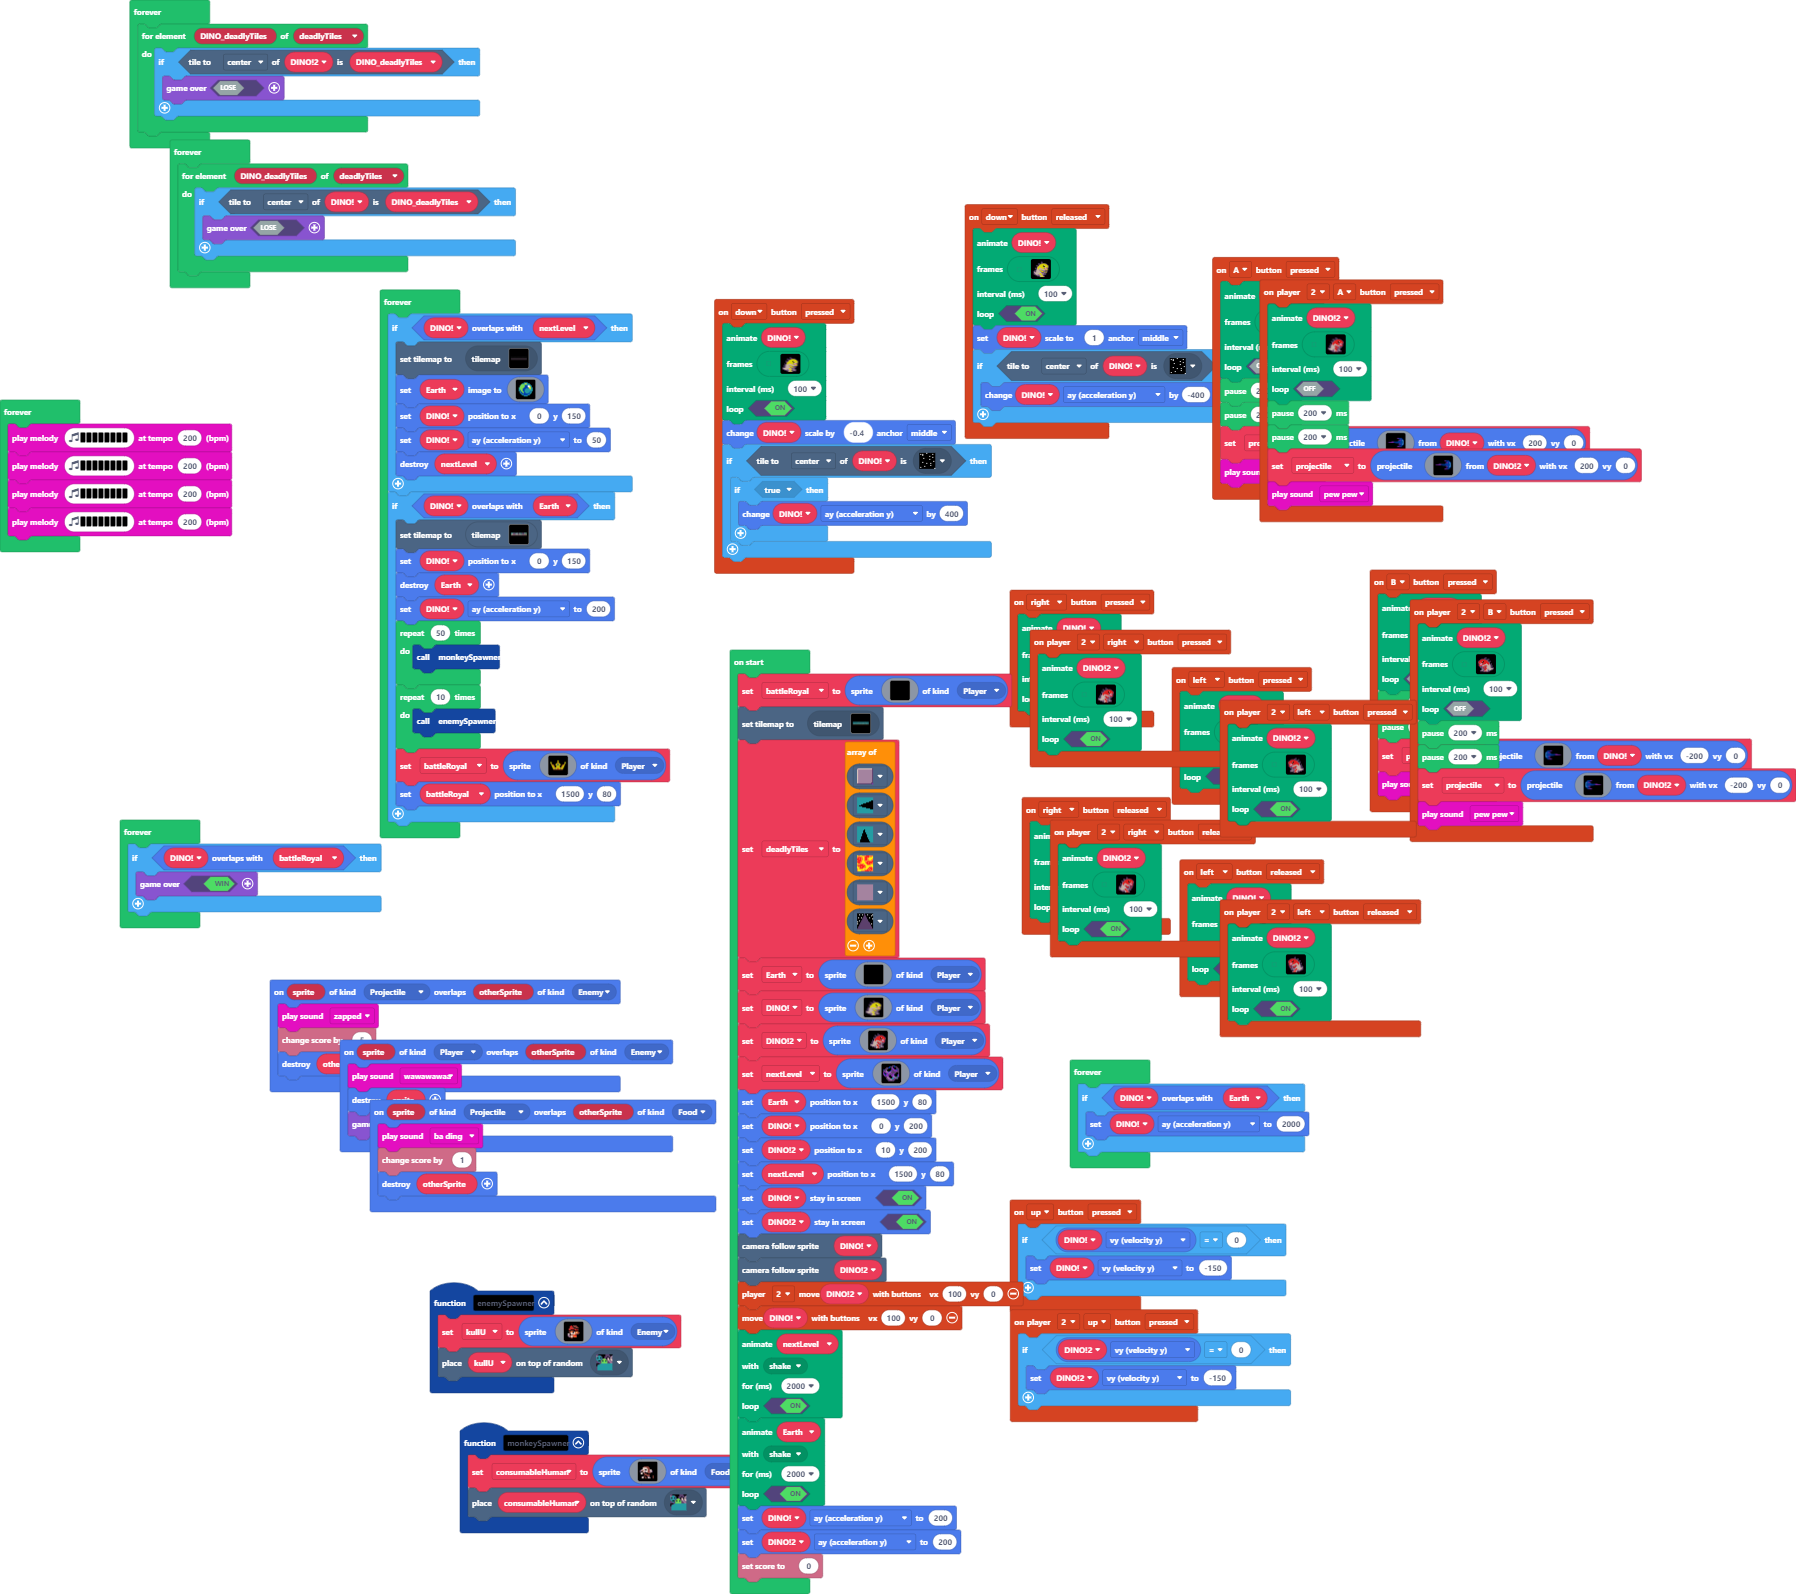 forever
for element DINO_deadlyTiles of deadlyTiles
do
if tile to center of DINO!2 is DINO_deadlyTiles then
game over LOSE
forever
for element DINO_deadlyTiles of deadlyTiles
do
if tile to center of DINO! is DINO_deadlyTiles then
game over LOSE
forever
play melody at tempo 200 (bpm)
play melody at tempo 200 (bpm)
play melody at tempo 200 (bpm)
play melody at tempo 200 (bpm)
forever
if DINO! overlaps with nextLevel then
set tilemap to tilemap
set Earth image to
set DINO! position to x 0 y 150
set DINO! ay (acceleration y) to 50
destroy nextLevel
if DINO! overlaps with Earth then
set tilemap to tilemap
set DINO! position to x 0 y 150
destroy Earth
set DINO! ay (acceleration y) to 200
repeat 50 times
do call monkeySpawner
repeat 10 times
do call enemySpawner
set battleRoyal to sprite of kind Player
set battleRoyal position to x 1500 y 80
forever
if DINO! overlaps with battleRoyal then
game over WIN
on sprite of kind Projectile overlaps otherSprite of kind Enemy
play sound zapped
change score by
destroy
on sprite of kind Player overlaps otherSprite of kind Enemy
play sound wawawawaa
on sprite of kind Projectile overlaps otherSprite of kind Food
play sound ba ding
change score by 1
destroy otherSprite
function enemySpawner
set kullU to sprite of kind Enemy
place kullU on top of random
function monkeySpawner
set consumableHuman to sprite of kind Food
place consumableHuman on top of random
on down button pressed
animate DINO!
frames
interval (ms) 100
loop ON
change DINO! scale by -0.4 anchor middle
if tile to center of DINO! is then
if true then
change DINO! ay (acceleration y) by 400
on down button released
animate DINO!
frames
interval (ms) 100
loop ON
set DINO! scale to 1 anchor middle
if tile to center of DINO! is
change DINO! ay (acceleration y) by -400
on A button pressed
animate
frames
loop
pause
pause
set
from DINO! with vx 200 vy 0
play
on player 2 A button pressed
animate DINO!2
frames
interval (ms) 100
loop OFF
pause 200 ms
pause 200 ms
set projectile to projectile from DINO!2 with vx 200 vy 0
play sound pew pew
on start
set battleRoyal to sprite of kind Player
set tilemap to tilemap
set deadlyTiles to array of
set Earth to sprite of kind Player
set DINO! to sprite of kind Player
set DINO!2 to sprite of kind Player
set nextLevel to sprite of kind Player
set Earth position to x 1500 y 80
set DINO! position to x 0 y 200
set DINO!2 position to x 10 y 200
set nextLevel position to x 1500 y 80
set DINO! stay in screen ON
set DINO!2 stay in screen ON
camera follow sprite DINO!
camera follow sprite DINO!2
player 2 move DINO!2 with buttons vx 100 vy 0
move DINO! with buttons vx 100 vy 0
animate nextLevel
with shake
for (ms) 2000
loop ON
animate Earth
with shake
for (ms) 2000
loop ON
set DINO! ay (acceleration y) to 200
set DINO!2 ay (acceleration y) to 200
set score to 0
on right button pressed
animate DINO!
on player 2 right button pressed
animate DINO!2
frames
interval (ms) 100
loop ON
on left button pressed
animate
frames
loop
on player 2 left button pressed
animate DINO!2
frames
interval (ms) 100
loop ON
on B button pressed
frames
loop
set
from DINO! with vx -200 vy 0
on player 2 B button pressed
animate DINO!2
frames
interval (ms) 100
loop OFF
pause 200 ms
pause 200 ms
set projectile to projectile from DINO!2 with vx -200 vy 0
play sound pew pew
on right button released
loop
on player 2 right button
animate DINO!2
frames
interval (ms) 100
loop ON
on left button released
animate DINO!
frames
loop
on player 2 left button released
animate DINO!2
frames
interval (ms) 100
loop ON
forever
if DINO! overlaps with Earth then
set DINO! ay (acceleration y) to 2000
on up button pressed
if DINO! vy (velocity y) = 0 then
set DINO! vy (velocity y) to -150
on player 2 up button pressed
if DINO!2 vy (velocity y) = 0 then
set DINO!2 vy (velocity y) to -150